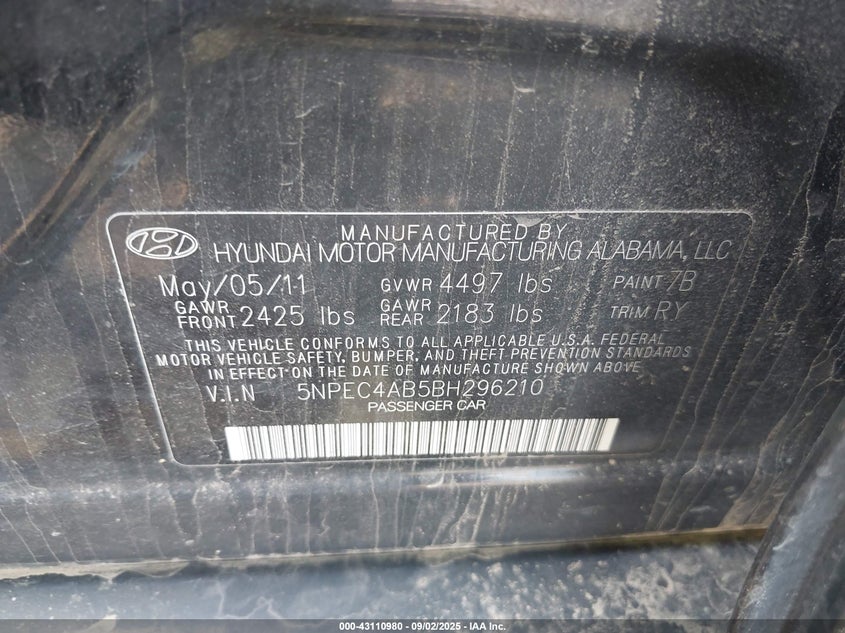 MANUFACTURED BY
HYUNDAI MOTOR MANUFACTURING ALABAMA, LLC
May/05/11 GVWR 4497 lbs PAINT 7B
GAWR FRONT 2425 lbs GAWR REAR 2183 lbs TRIM RY
THIS VEHICLE CONFORMS TO ALL APPLICABLE U.S.A. FEDERAL
MOTOR VEHICLE SAFETY, BUMPER, AND THEFT PREVENTION STANDARDS
IN EFFECT ON THE DATE OF MANUFACTURE SHOWN ABOVE
V.I.N 5NPEC4AB5BH296210
PASSENGER CAR
000-43110980 - 09/02/2025 - IAA Inc.